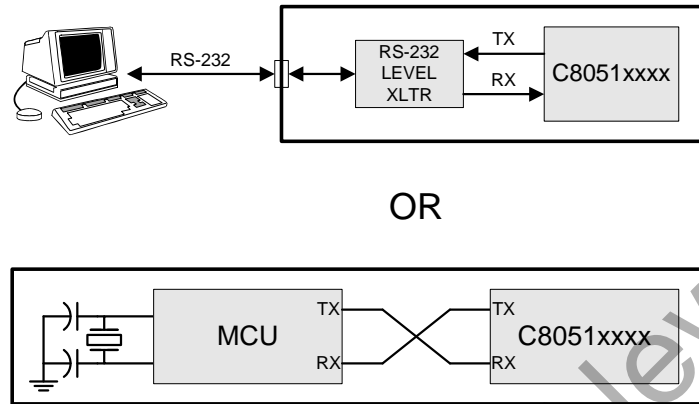 RS-232
RS-232
LEVEL
XLTR
TX
RX
C8051xxxx
OR
MCU
TX
RX
TX
RX
C8051xxxx